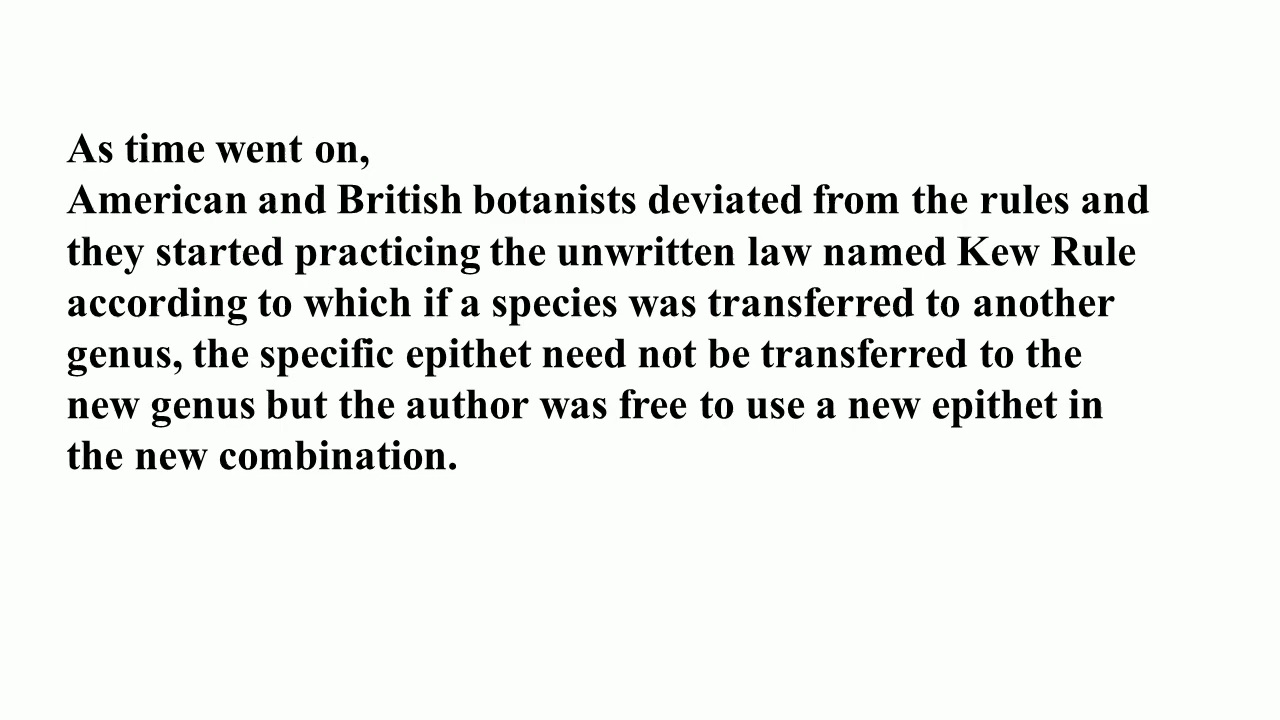 As time went on,
American and British botanists deviated from the rules and
they started practicing the unwritten law named Kew Rule
according to which if a species was transferred to another
genus, the specific epithet need not be transferred to the
new genus but the author was free to use a new epithet in
the new combination.